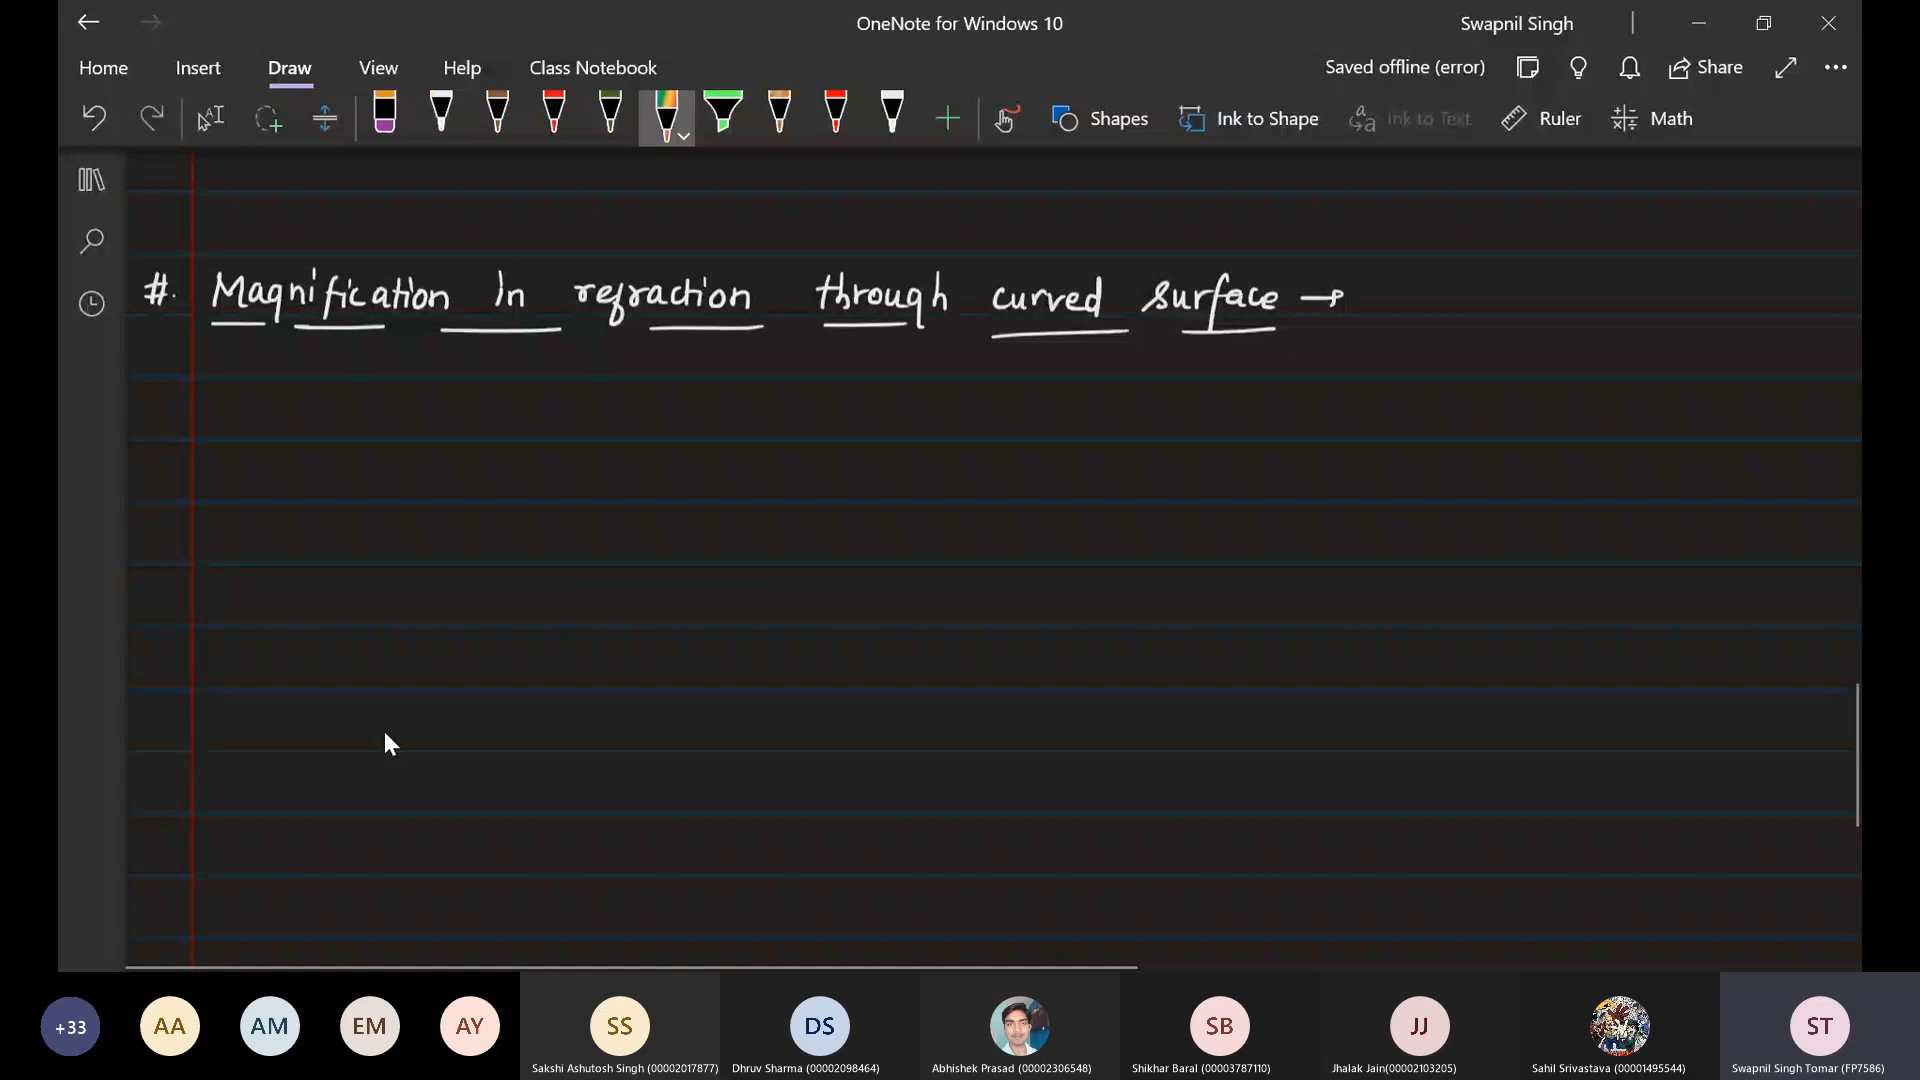 OneNote for Windows 10
Swapnil Singh
Home Insert Draw View Help Class Notebook
Saved offline (error) Share
Shapes Ink to Shape Ink to Text Ruler Math
#. Magnification In refraction through curved surface →
+33 AA AM EM AY SS DS SB JJ ST
Sakshi Ashutosh Singh (00002017877) Dhruv Sharma (00002098464) Abhishek Prasad (00002306548) Shikhar Baral (00003787110) Jhalak Jain(00002103205) Sahil Srivastava (00001495544) Swapnil Singh Tomar (FP7586)